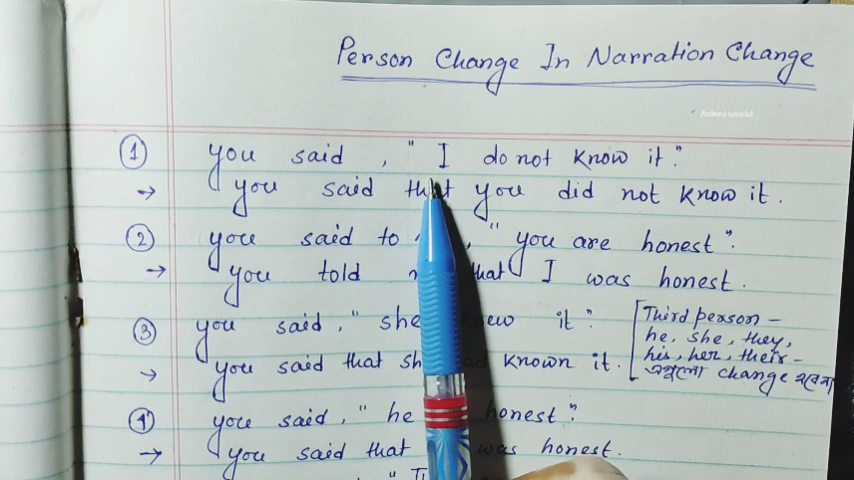 Person Change In Narration Change
① you said, " I do not know it".
→ you said that you did not know it.
② you said to , "you are honest".
→ you told that I was honest.
③ you said, "she it".
→ you said that known it.
[Third person -
he, she, they,
his, her, their -
change
④ you said, " he honest".
→ you said that was honest.